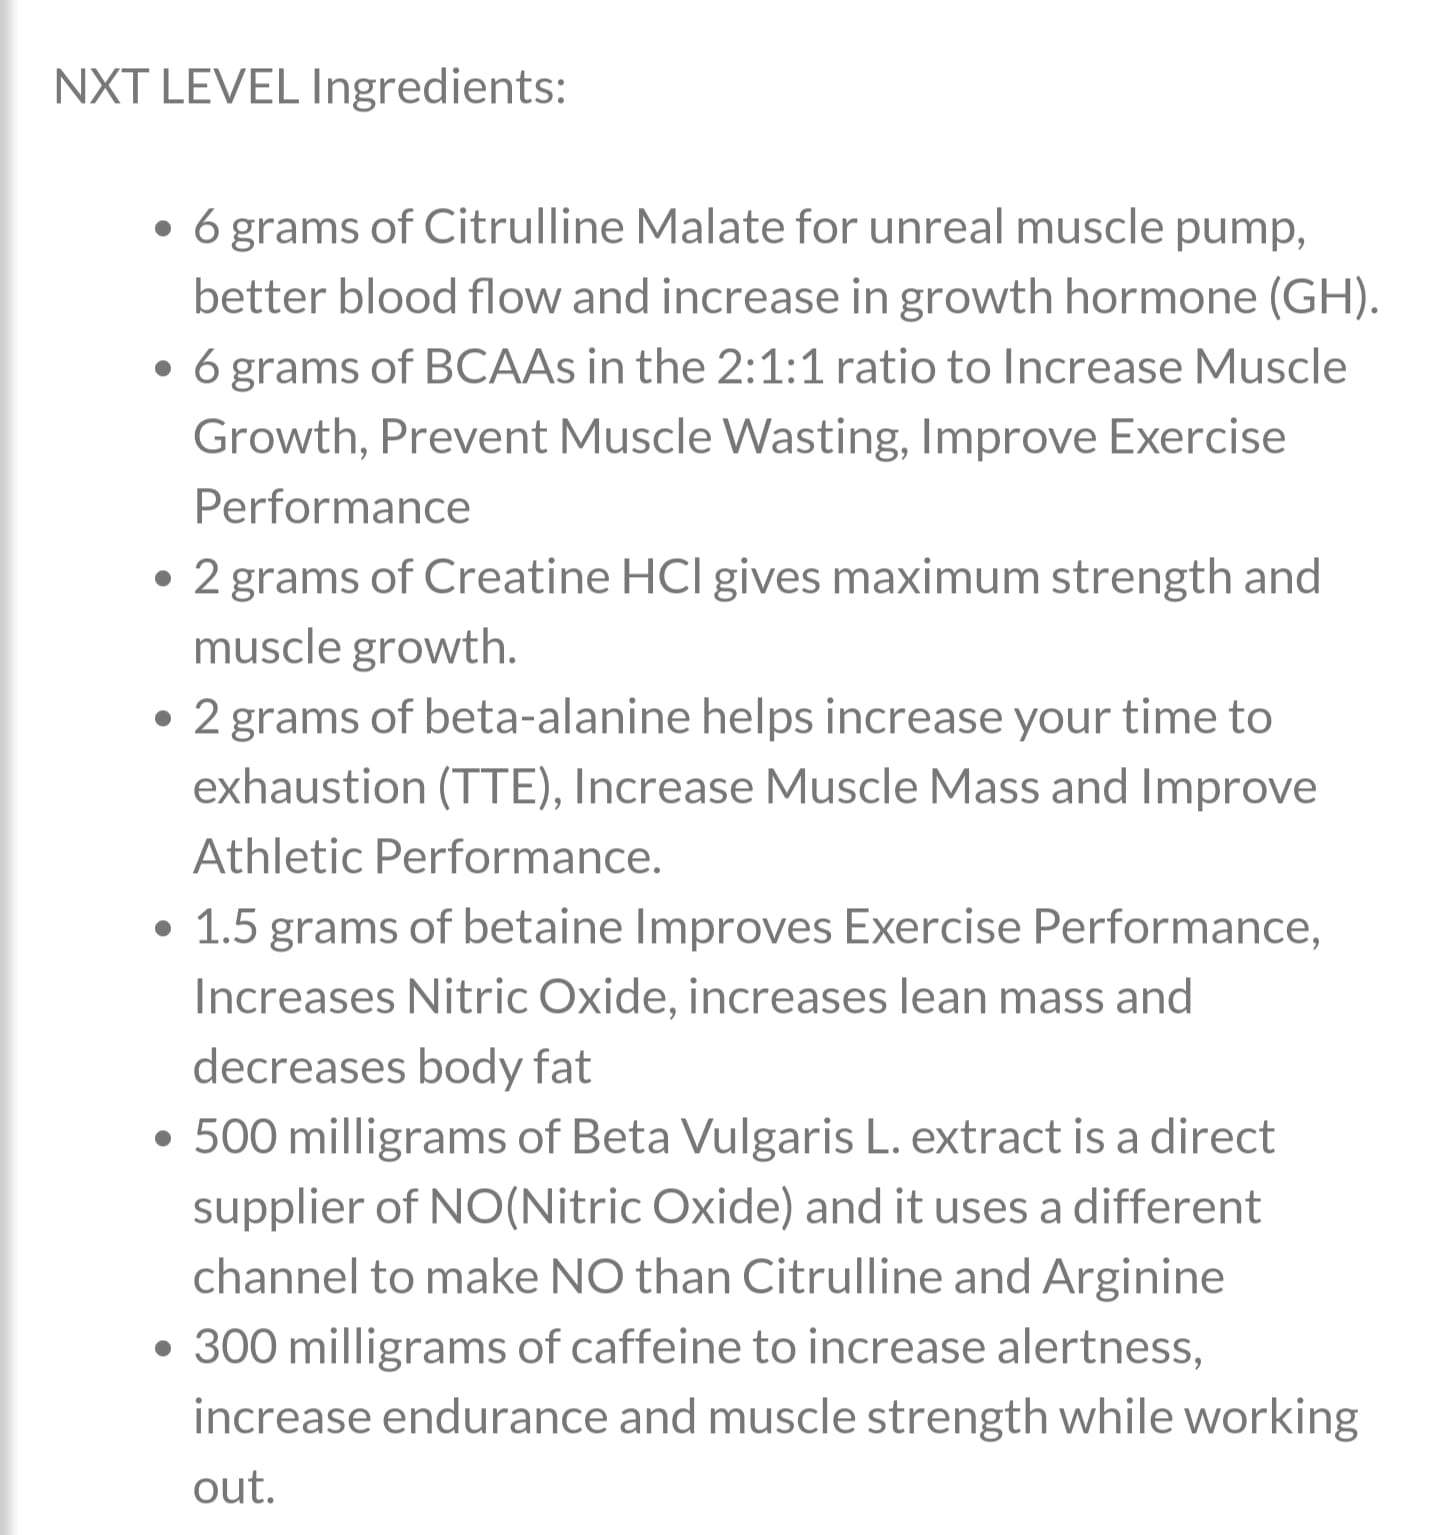 NXT LEVEL Ingredients:
• 6 grams of Citrulline Malate for unreal muscle pump,
better blood flow and increase in growth hormone (GH).
• 6 grams of BCAAs in the 2:1:1 ratio to Increase Muscle
Growth, Prevent Muscle Wasting, Improve Exercise
Performance
• 2 grams of Creatine HCl gives maximum strength and
muscle growth.
• 2 grams of beta-alanine helps increase your time to
exhaustion (TTE), Increase Muscle Mass and Improve
Athletic Performance.
• 1.5 grams of betaine Improves Exercise Performance,
Increases Nitric Oxide, increases lean mass and
decreases body fat
• 500 milligrams of Beta Vulgaris L. extract is a direct
supplier of NO(Nitric Oxide) and it uses a different
channel to make NO than Citrulline and Arginine
• 300 milligrams of caffeine to increase alertness,
increase endurance and muscle strength while working
out.